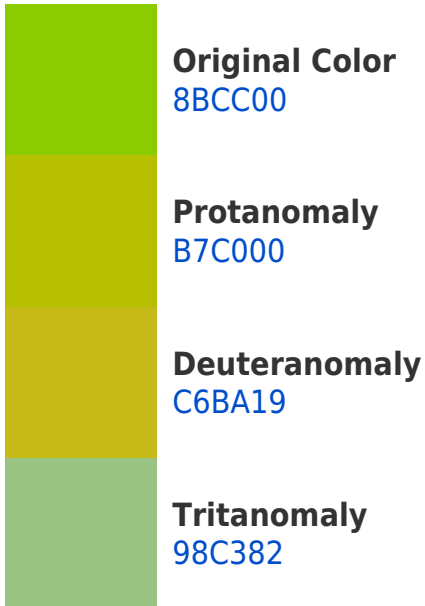 Original Color
8BCC00
Protanomaly
B7C000
Deuteranomaly
C6BA19
Tritanomaly
98C382